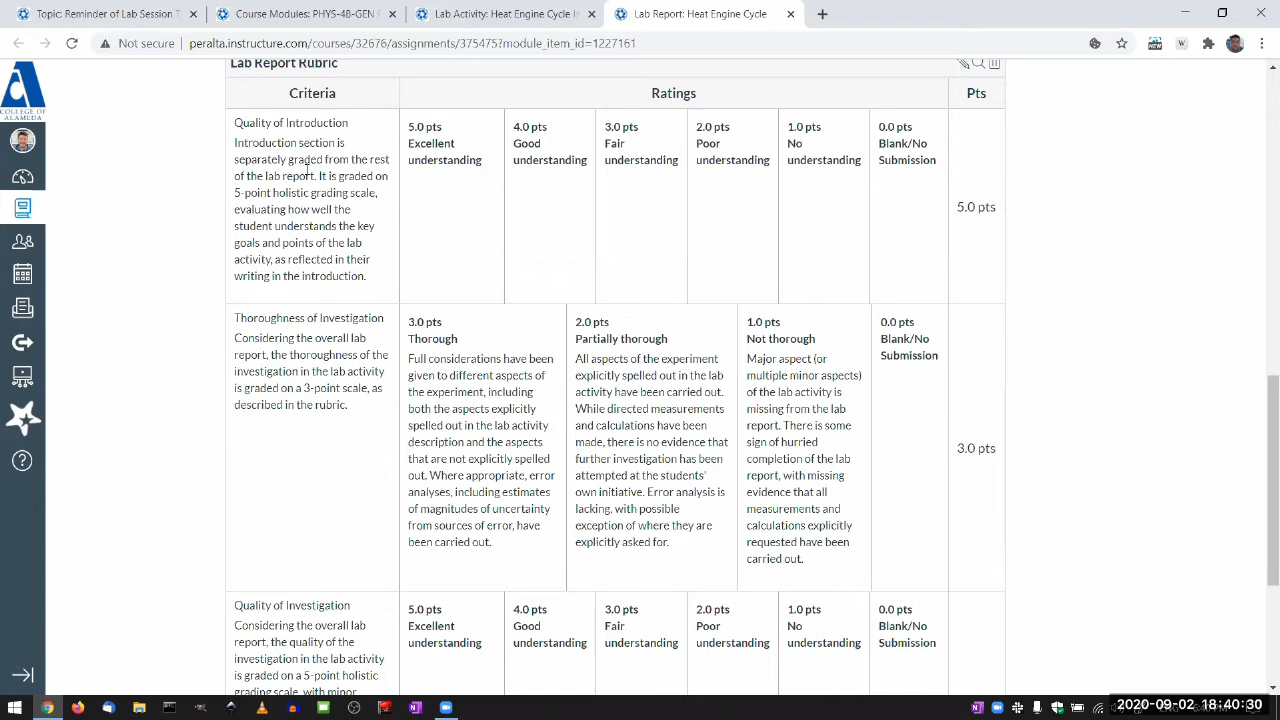 Topic: Reminder of Lab Session T
Course Modules: PHYS-4B-GEN
Lab Activity: Heat Engine Cycle
Lab Report: Heat Engine Cycle
Not secure
peralta.instructure.com/courses/32676/assignments/375475?module_item_id=1227161
NEW
W
COLLEGE OF
ALAMEDA
Lab Report Rubric
Criteria
Ratings
Pts
Quality of Introduction
Introduction section is
separately graded from the rest
of the lab report. It is graded on
5-point holistic grading scale,
evaluating how well the
student understands the key
goals and points of the lab
activity, as reflected in their
writing in the introduction.
5.0 pts
Excellent
understanding
4.0 pts
Good
understanding
3.0 pts
Fair
understanding
2.0 pts
Poor
understanding
1.0 pts
No
understanding
0.0 pts
Blank/No
Submission
5.0 pts
Thoroughness of Investigation
Considering the overall lab
report, the thoroughness of the
investigation in the lab activity
is graded on a 3-point scale, as
described in the rubric.
3.0 pts
Thorough
Full considerations have been
given to different aspects of
the experiment, including
both the aspects explicitly
spelled out in the lab activity
description and the aspects
that are not explicitly spelled
out. Where appropriate, error
analyses, including estimates
of magnitudes of uncertainty
from sources of error, have
been carried out.
2.0 pts
Partially thorough
All aspects of the experiment
explicitly spelled out in the lab
activity have been carried out.
While directed measurements
and calculations have been
made, there is no evidence that
further investigation has been
attempted at the students'
own initiative. Error analysis is
lacking, with possible
exception of where they are
explicitly asked for.
1.0 pts
Not thorough
Major aspect (or
multiple minor aspects)
of the lab activity is
missing from the lab
report. There is some
sign of hurried
completion of the lab
report, with missing
evidence that all
measurements and
calculations explicitly
requested have been
carried out.
0.0 pts
Blank/No
Submission
3.0 pts
Quality of Investigation
Considering the overall lab
report, the quality of the
investigation in the lab activity
is graded on a 5-point holistic
grading scale, with minor
5.0 pts
Excellent
understanding
4.0 pts
Good
understanding
3.0 pts
Fair
understanding
2.0 pts
Poor
understanding
1.0 pts
No
understanding
0.0 pts
Blank/No
Submission
2020-09-02 18:40:30